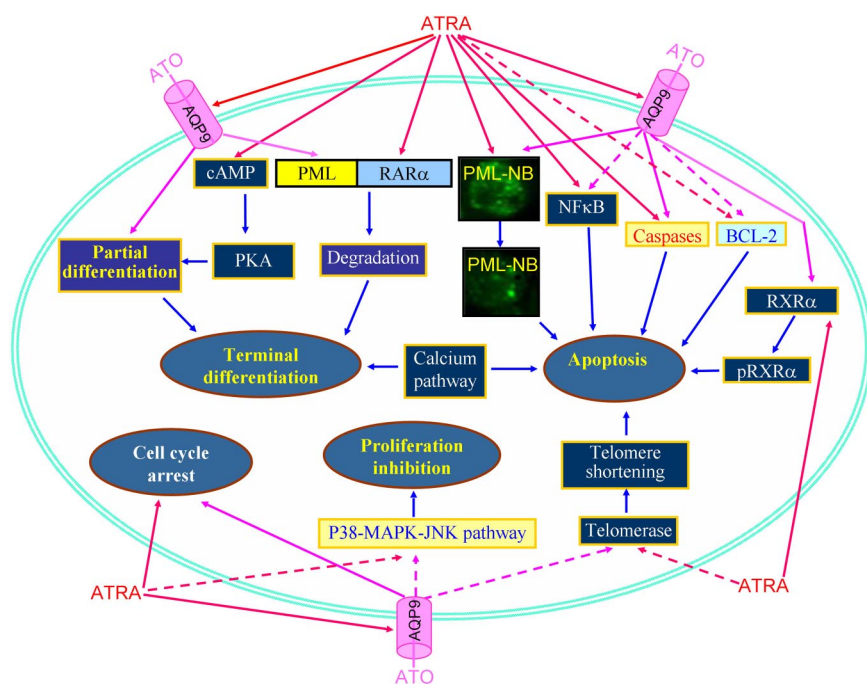 ATRA
ATO
ATO
AQP9
AQP9
cAMP
PML
RARα
PML-NB
NFκB
Caspases
BCL-2
Partial
differentiation
PKA
Degradation
PML-NB
RXRα
Terminal
differentiation
Calcium
pathway
Apoptosis
pRXRα
Cell cycle
arrest
Proliferation
inhibition
Telomere
shortening
P38-MAPK-JNK pathway
Telomerase
ATRA
ATRA
AQP9
ATO